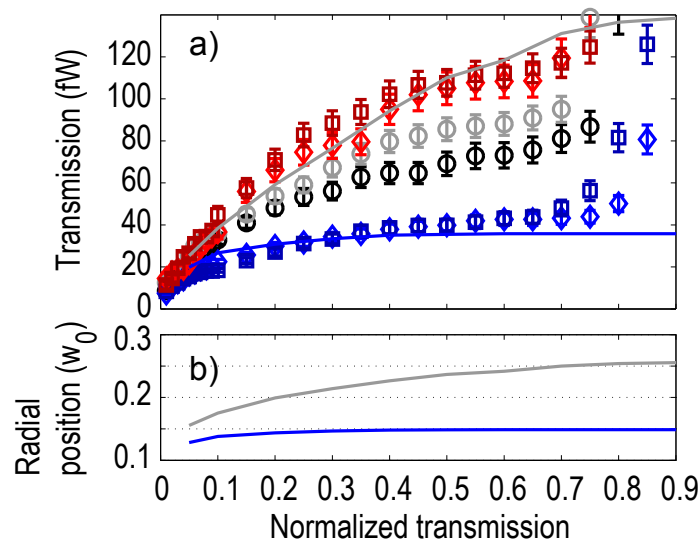 a)
Transmission (fW)
120
100
80
60
40
20
0
b)
Radial
position (w0)
0.3
0.2
0.1
0.1 0.2 0.3 0.4 0.5 0.6 0.7 0.8 0.9
Normalized transmission